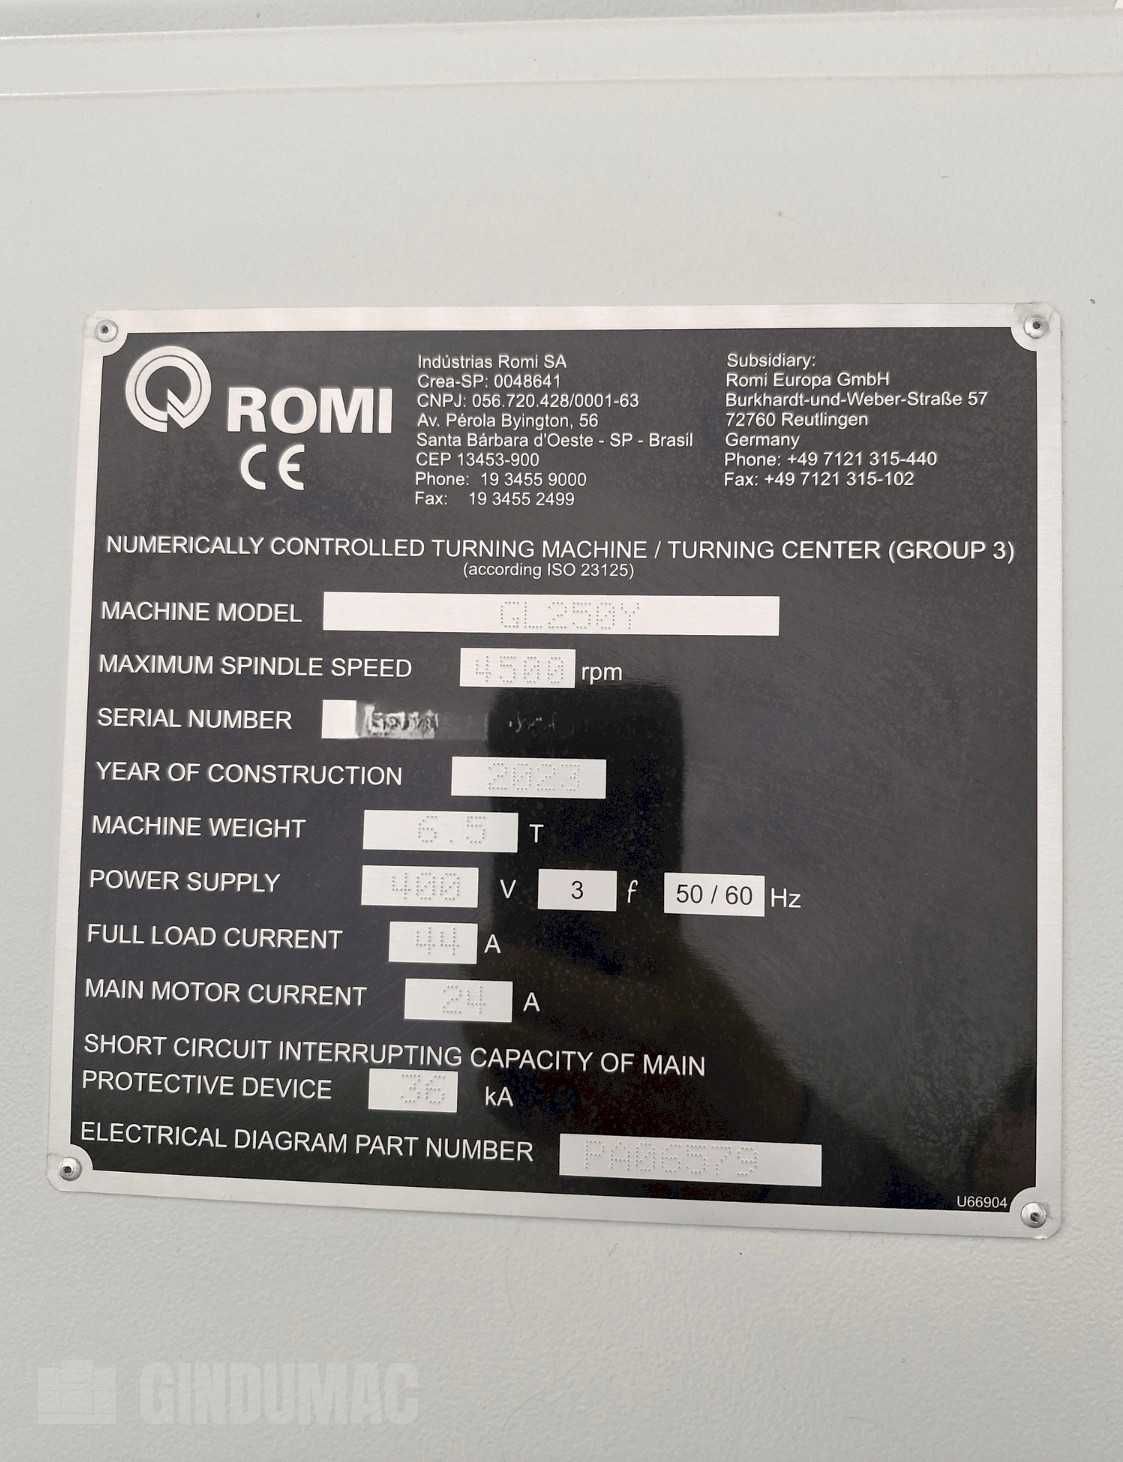 ROMI
CE
Indústrias Romi SA
Crea-SP: 0048641
CNPJ: 056.720.428/0001-63
Av. Pérola Byington, 56
Santa Bárbara d'Oeste - SP - Brasil
CEP 13453-900
Phone: 19 3455 9000
Fax: 19 3455 2499
Subsidiary:
Romi Europa GmbH
Burkhardt-und-Weber-Straße 57
72760 Reutlingen
Germany
Phone: +49 7121 315-440
Fax: +49 7121 315-102
NUMERICALLY CONTROLLED TURNING MACHINE / TURNING CENTER (GROUP 3)
(according ISO 23125)
MACHINE MODEL GL250Y
MAXIMUM SPINDLE SPEED 4500 rpm
SERIAL NUMBER
YEAR OF CONSTRUCTION 2023
MACHINE WEIGHT 6.5 T
POWER SUPPLY 400 V 3 f 50 / 60 Hz
FULL LOAD CURRENT 44 A
MAIN MOTOR CURRENT 24 A
SHORT CIRCUIT INTERRUPTING CAPACITY OF MAIN
PROTECTIVE DEVICE 36 kA
ELECTRICAL DIAGRAM PART NUMBER PA06579
U66904
GINDUMAC